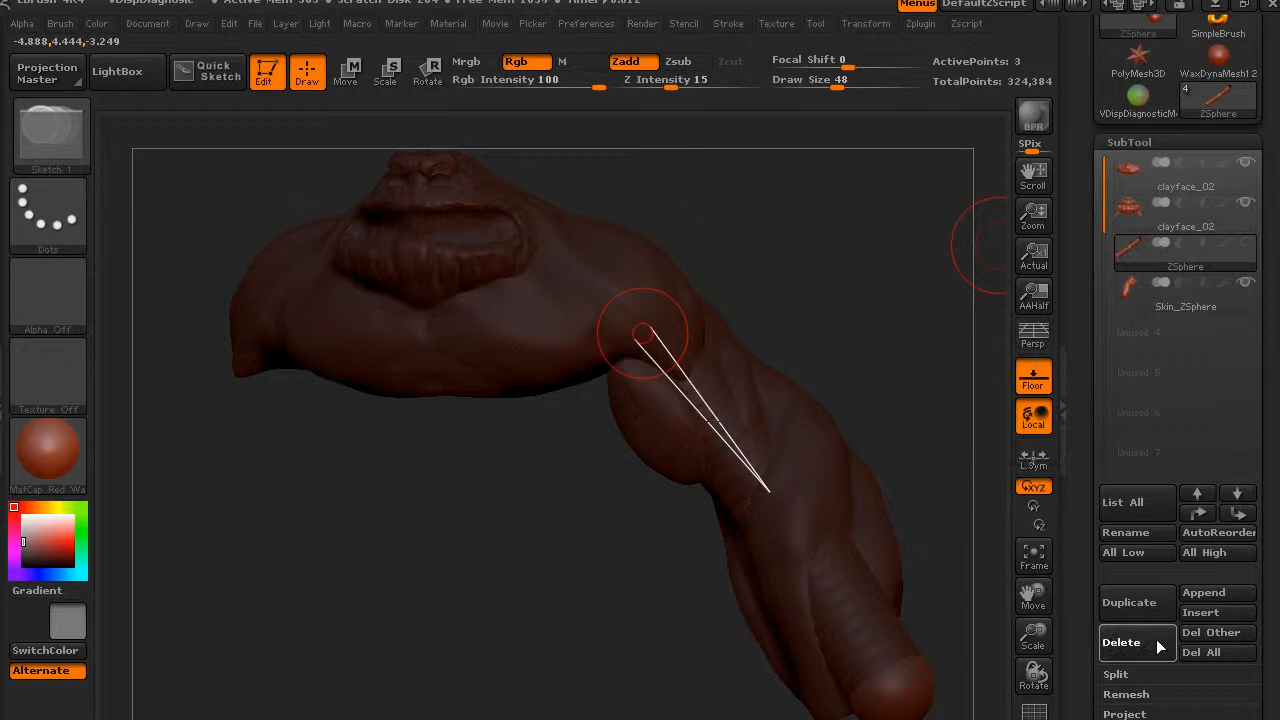 Menus DefaultZScript
Alpha Brush Color Document Draw Edit File Layer Light Macro Marker Material Movie Picker Preferences Render Stencil Stroke Texture Tool Transform Zplugin Zscript
-4.888,4.444,-3.249
Projection Master
LightBox
Quick Sketch
Edit
Draw
Move
Scale
Rotate
Mrgb Rgb M
Rgb Intensity 100
Zadd Zsub Zcut
Z Intensity 15
Focal Shift 0
Draw Size 48
ActivePoints: 3
TotalPoints: 324,384
Sketch 1
Dots
Alpha Off
Texture Off
MatCap Red Wa
Gradient
SwitchColor
Alternate
BPR
SPix
Scroll
Zoom
Actual
AAHalf
Persp
Floor
Local
L.Sym
XYZ
Y
Z
Frame
Move
Scale
Rotate
ZSphere
SimpleBrush
PolyMesh3D
WaxDynaMesh12
VDispDiagnosticM
4
ZSphere
SubTool
clayface_02
clayface_02
ZSphere
Skin_ZSphere
Unused 4
Unused 5
Unused 6
Unused 7
List All
Rename AutoReorder
All Low All High
Duplicate
Append
Insert
Delete
Del Other
Del All
Split
Remesh
Project